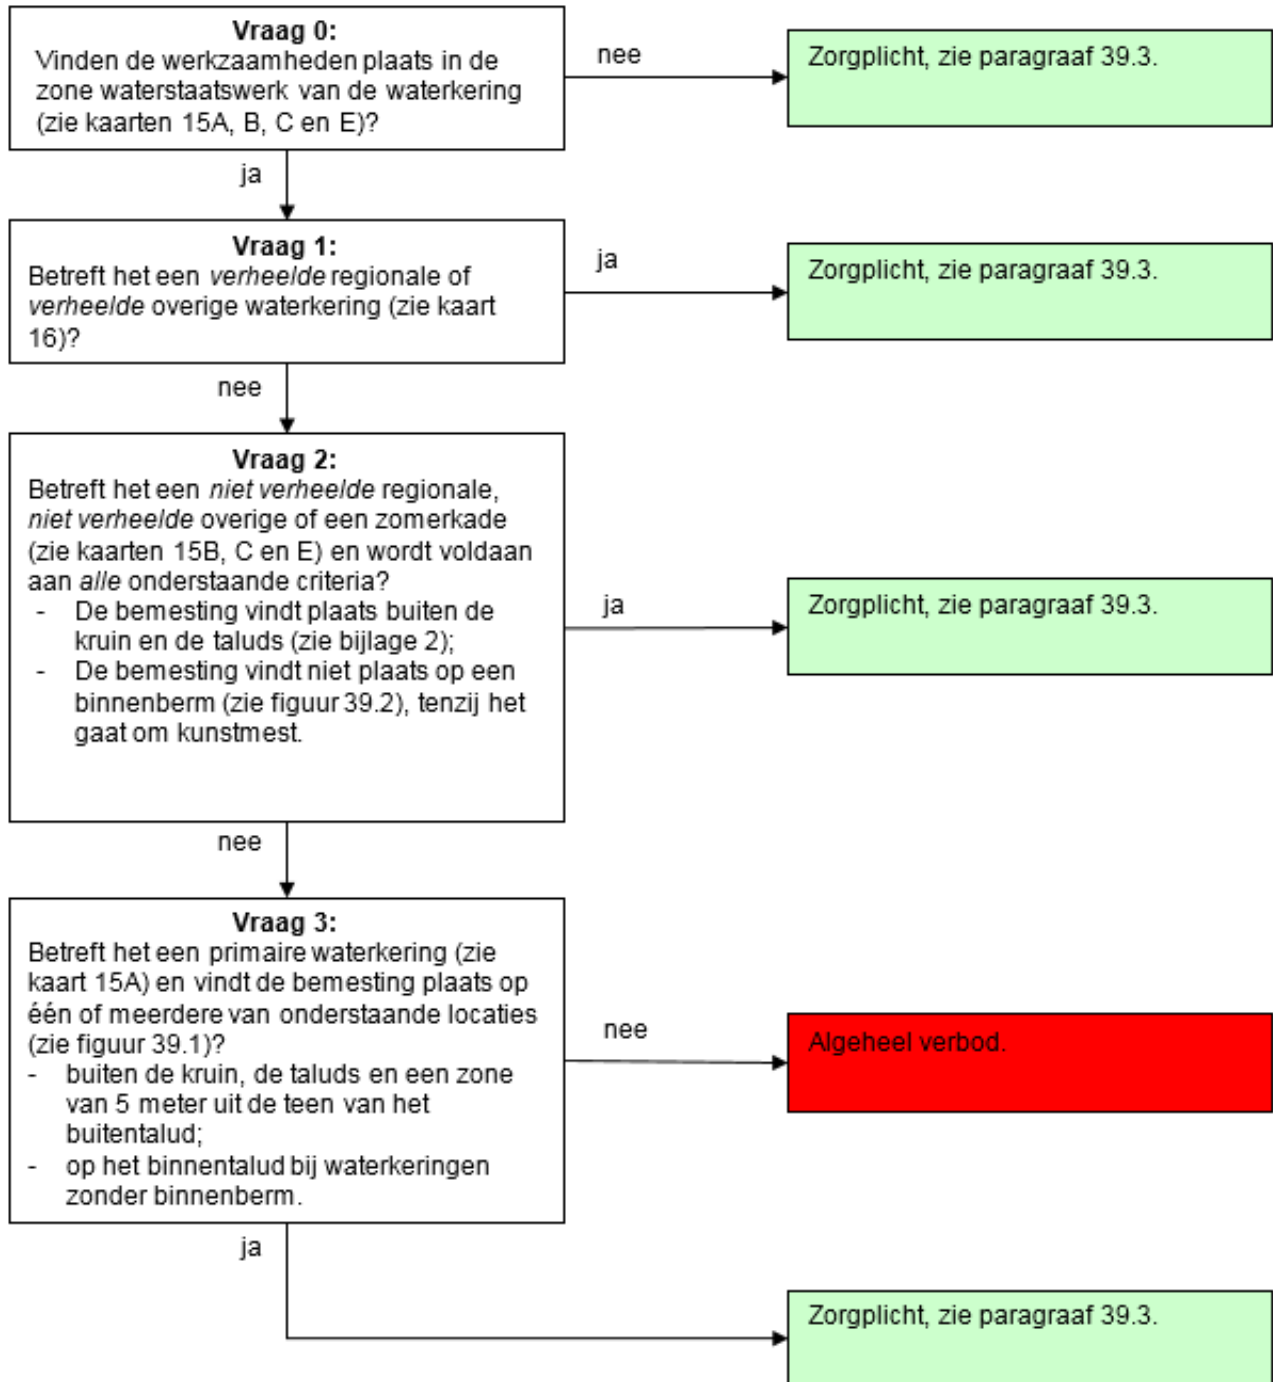 Vraag 0:
Vinden de werkzaamheden plaats in de
zone waterstaatswerk van de waterkering
(zie kaarten 15A, B, C en E)?
nee
Zorgplicht, zie paragraaf 39.3.
ja
Vraag 1:
Betreft het een verheelde regionale of
verheelde overige waterkering (zie kaart
16)?
ja
Zorgplicht, zie paragraaf 39.3.
nee
Vraag 2:
Betreft het een niet verheelde regionale,
niet verheelde overige of een zomerkade
(zie kaarten 15B, C en E) en wordt voldaan
aan alle onderstaande criteria?
- De bemesting vindt plaats buiten de
kruin en de taluds (zie bijlage 2);
- De bemesting vindt niet plaats op een
binnenberm (zie figuur 39.2), tenzij het
gaat om kunstmest.
ja
Zorgplicht, zie paragraaf 39.3.
nee
Vraag 3:
Betreft het een primaire waterkering (zie
kaart 15A) en vindt de bemesting plaats op
één of meerdere van onderstaande locaties
(zie figuur 39.1)?
- buiten de kruin, de taluds en een zone
van 5 meter uit de teen van het
buitentalud;
- op het binnentalud bij waterkeringen
zonder binnenberm.
nee
Algeheel verbod.
ja
Zorgplicht, zie paragraaf 39.3.